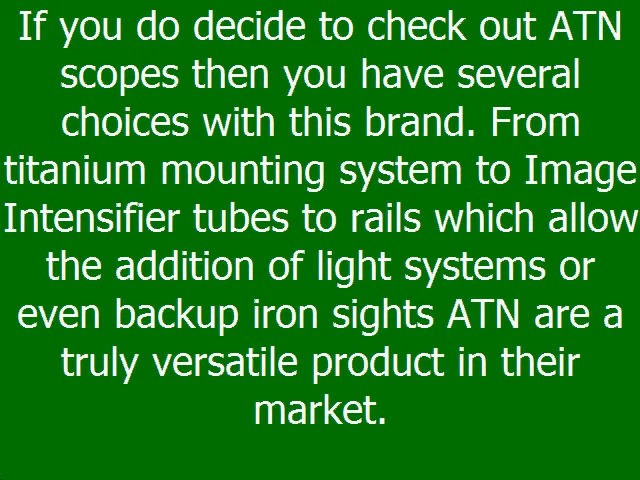 If you do decide to check out ATN
scopes then you have several
choices with this brand. From
titanium mounting system to Image
Intensifier tubes to rails which allow
the addition of light systems or
even backup iron sights ATN are a
truly versatile product in their
market.